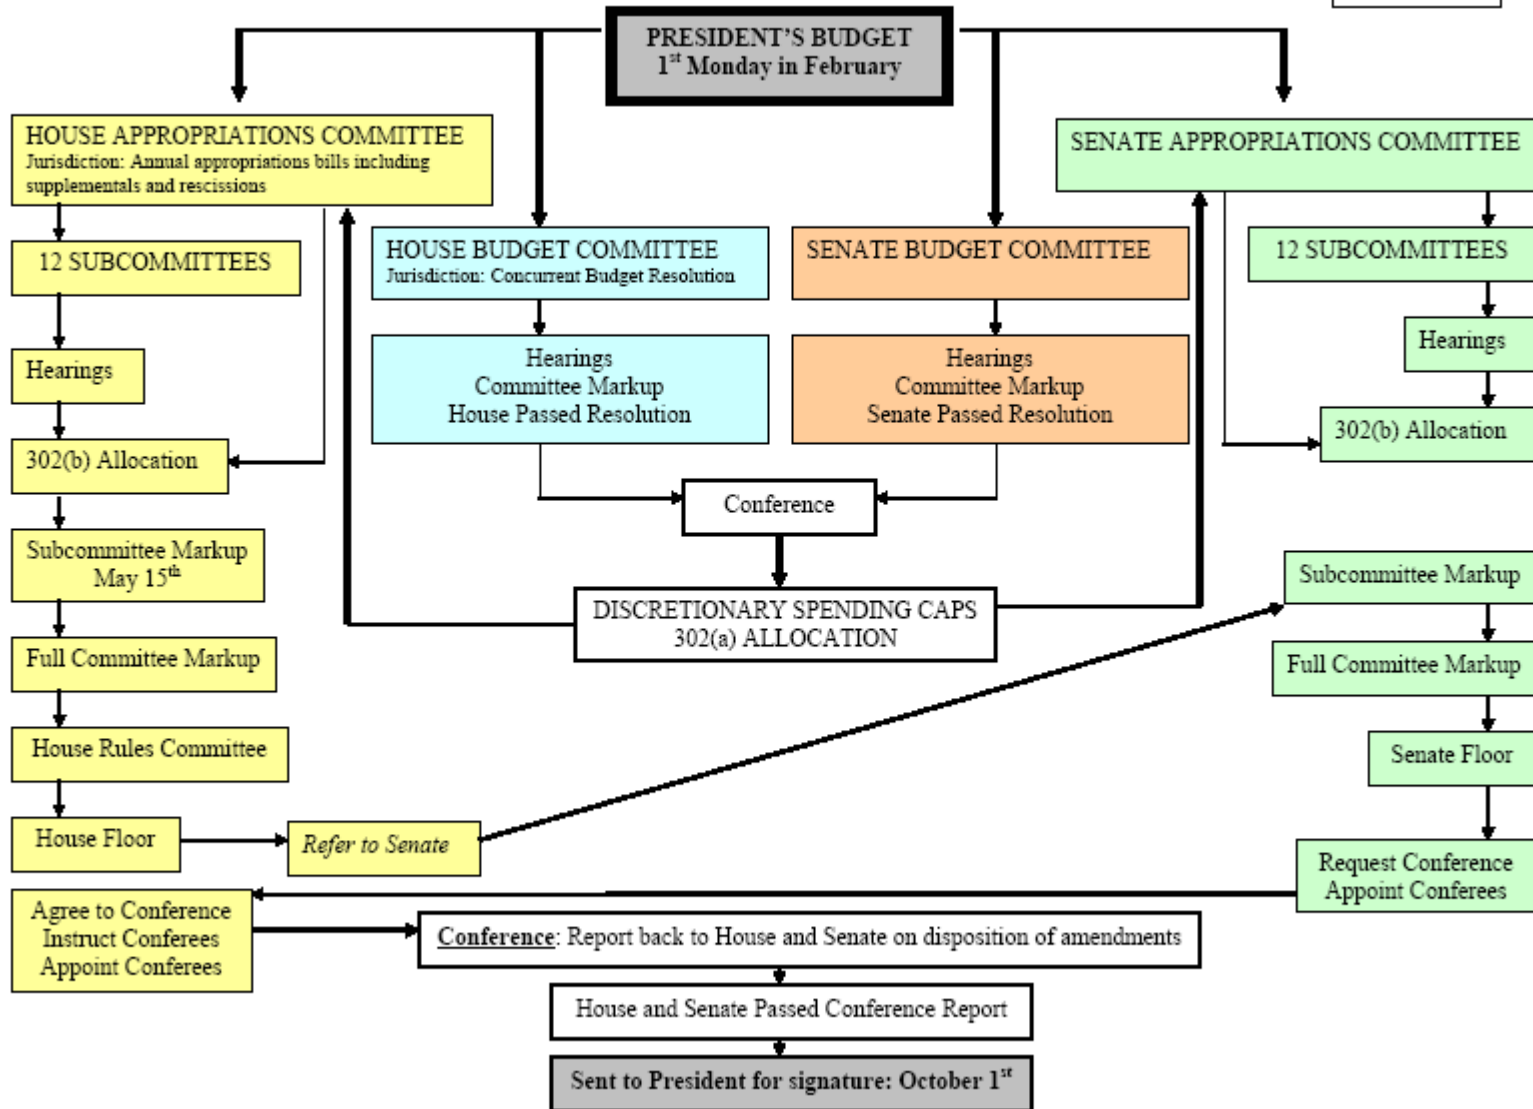 PRESIDENT'S BUDGET
1st Monday in February
HOUSE APPROPRIATIONS COMMITTEE
Jurisdiction: Annual appropriations bills including
supplementals and rescissions
SENATE APPROPRIATIONS COMMITTEE
12 SUBCOMMITTEES
HOUSE BUDGET COMMITTEE
Jurisdiction: Concurrent Budget Resolution
SENATE BUDGET COMMITTEE
12 SUBCOMMITTEES
Hearings
Hearings
Committee Markup
House Passed Resolution
Hearings
Committee Markup
Senate Passed Resolution
Hearings
302(b) Allocation
302(b) Allocation
Conference
Subcommittee Markup
May 15th
DISCRETIONARY SPENDING CAPS
302(a) ALLOCATION
Subcommittee Markup
Full Committee Markup
Full Committee Markup
House Rules Committee
Senate Floor
House Floor
Refer to Senate
Request Conference
Appoint Conferees
Agree to Conference
Instruct Conferees
Appoint Conferees
Conference: Report back to House and Senate on disposition of amendments
House and Senate Passed Conference Report
Sent to President for signature: October 1st